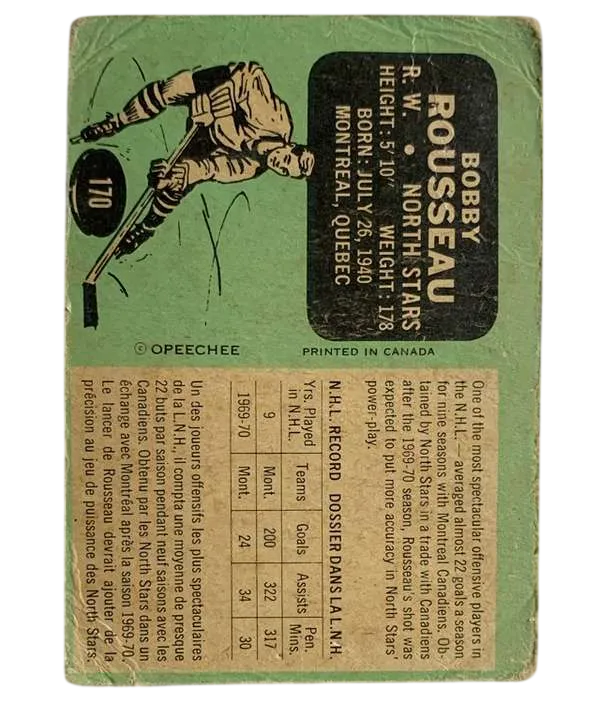 BOBBY
ROUSSEAU
R. W. • NORTH STARS
HEIGHT: 5'10" WEIGHT: 178
BORN: JULY 26, 1940
MONTREAL, QUEBEC
170
© OPEECHEE
PRINTED IN CANADA
One of the most spectacular offensive players in
the N.H.L. — averaged almost 22 goals a season
for nine seasons with Montreal Canadiens. Ob-
tained by North Stars in a trade with Canadiens
after the 1969-70 season, Rousseau's shot was
expected to put more accuracy in North Stars'
power-play.
N.H.L. RECORD DOSSIER DANS LA L.N.H.
Yrs. Played in N.H.L. Teams Goals Assists Pen. Mins.
9 Mont. 200 322 317
1969-70 Mont. 24 34 30
Un des joueurs offensifs les plus spectaculaires
de la L.N.H., il compta une moyenne de presque
22 buts par saison pendant neuf saisons avec les
Canadiens. Obtenu par les North Stars dans un
échange avec Montréal après la saison 1969-70.
Le lancer de Rousseau devrait ajouter de la
précision au jeu de puissance des North Stars.